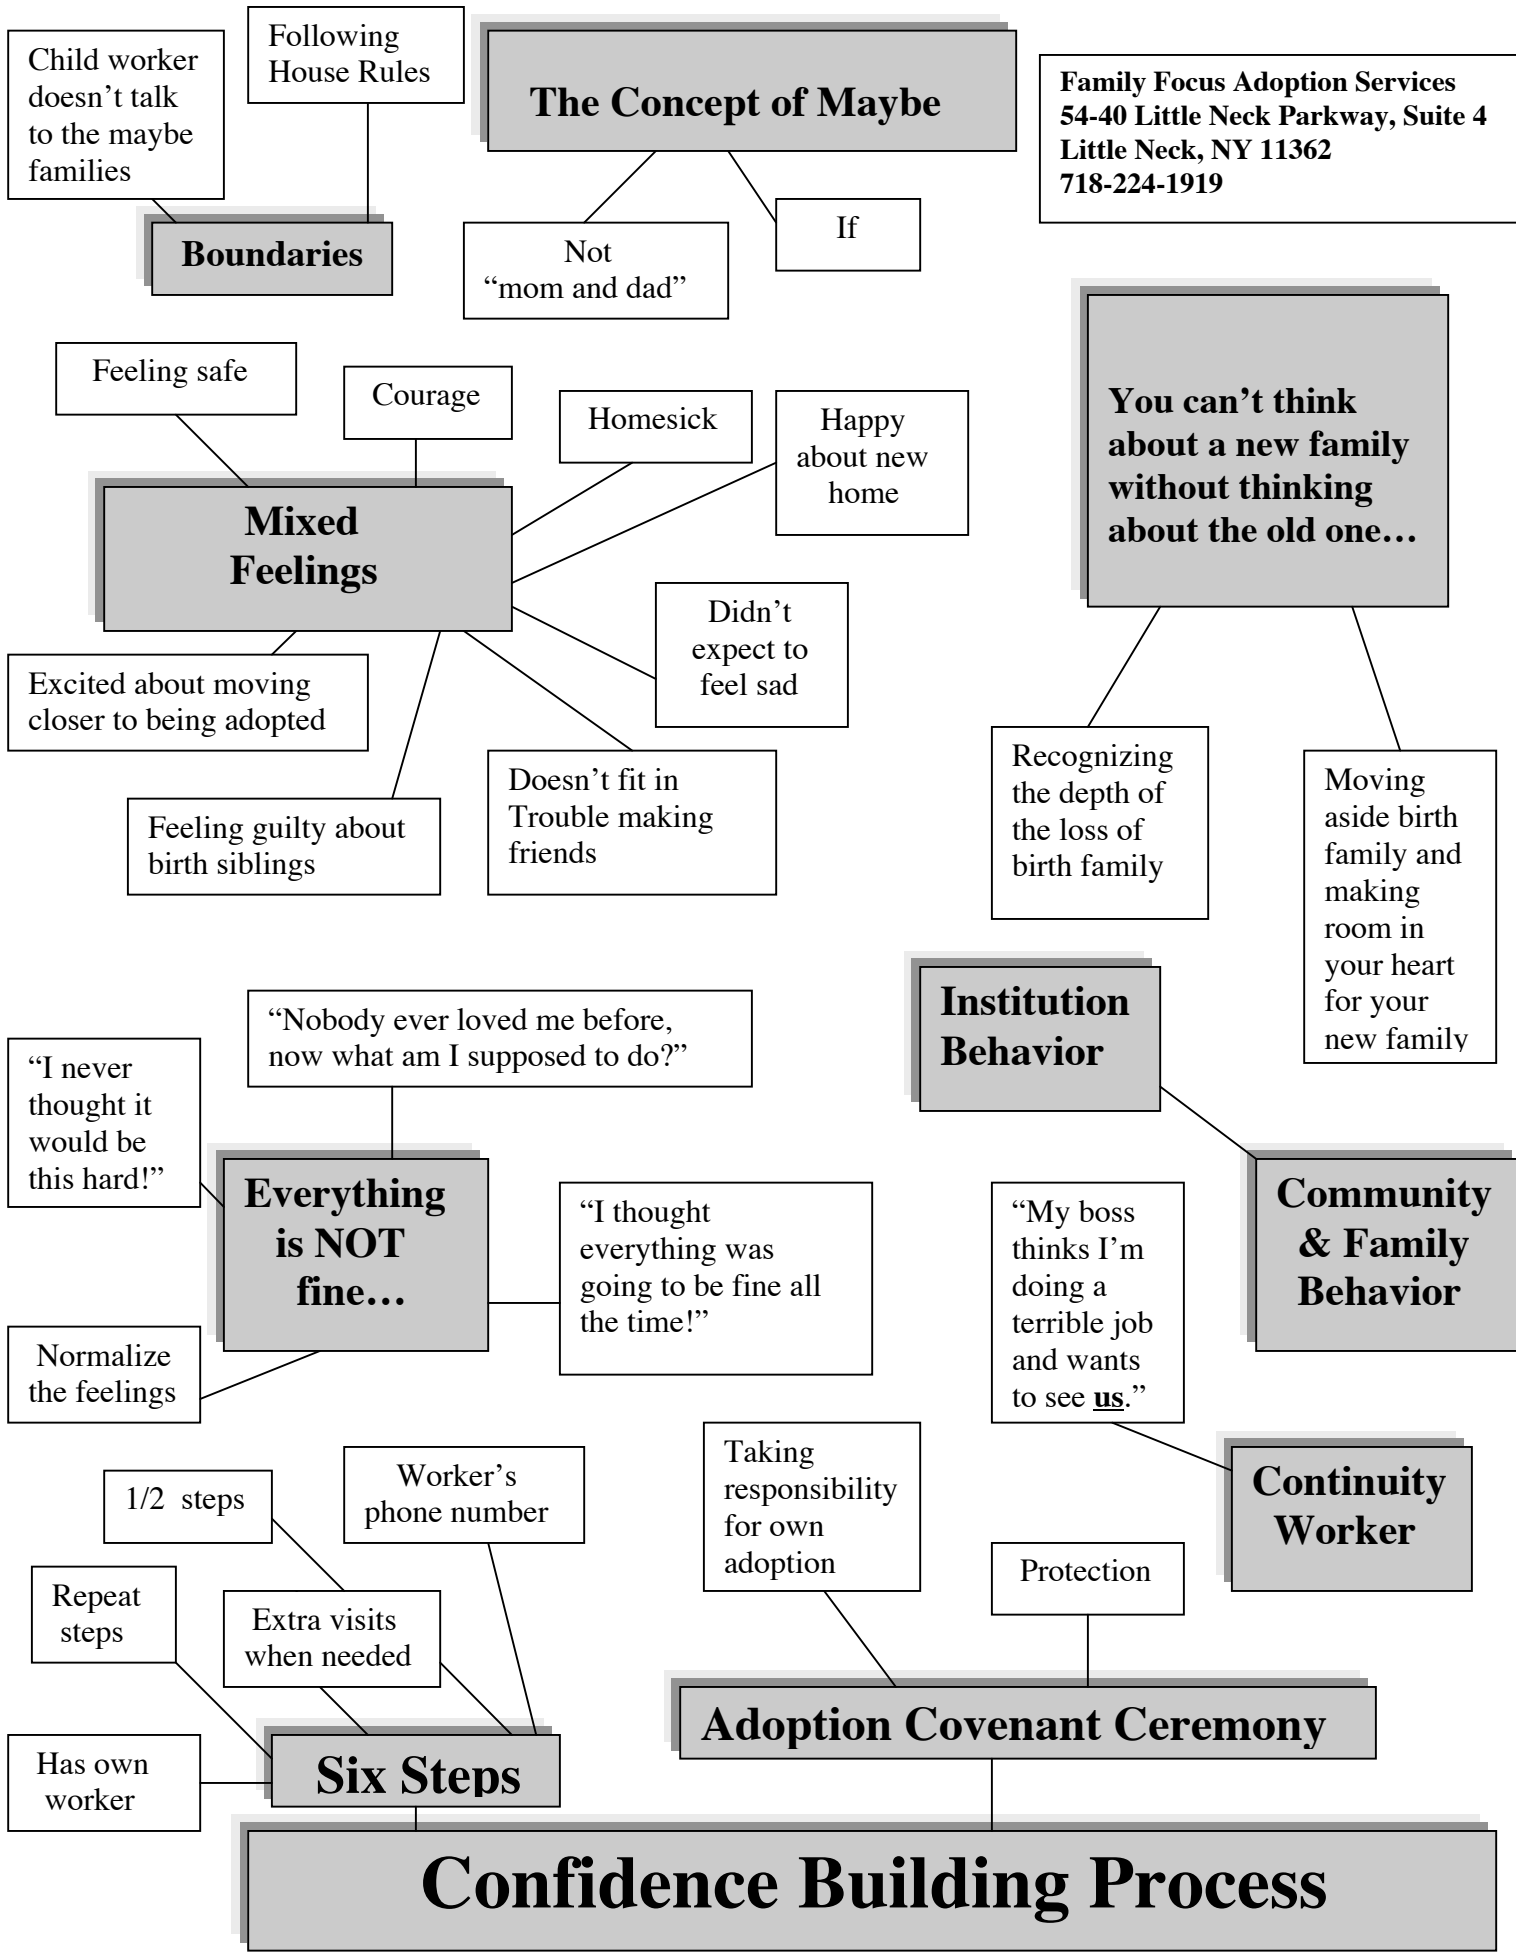 Child worker
doesn’t talk
to the maybe
families
Following
House Rules
Boundaries
The Concept of Maybe
Not
“mom and dad”
If
Family Focus Adoption Services
54-40 Little Neck Parkway, Suite 4
Little Neck, NY 11362
718-224-1919
Feeling safe
Courage
Homesick
Happy
about new
home
Mixed
Feelings
Didn’t
expect to
feel sad
Excited about moving
closer to being adopted
Feeling guilty about
birth siblings
Doesn’t fit in
Trouble making
friends
You can’t think
about a new family
without thinking
about the old one…
Recognizing
the depth of
the loss of
birth family
Moving
aside birth
family and
making
room in
your heart
for your
new family
“Nobody ever loved me before,
now what am I supposed to do?”
“I never
thought it
would be
this hard!”
Everything
is NOT
fine…
“I thought
everything was
going to be fine all
the time!”
Normalize
the feelings
Institution
Behavior
Community
& Family
Behavior
“My boss
thinks I’m
doing a
terrible job
and wants
to see us.”
Continuity
Worker
1/2  steps
Worker’s
phone number
Repeat
steps
Extra visits
when needed
Has own
worker
Six Steps
Taking
responsibility
for own
adoption
Protection
Adoption Covenant Ceremony
Confidence Building Process